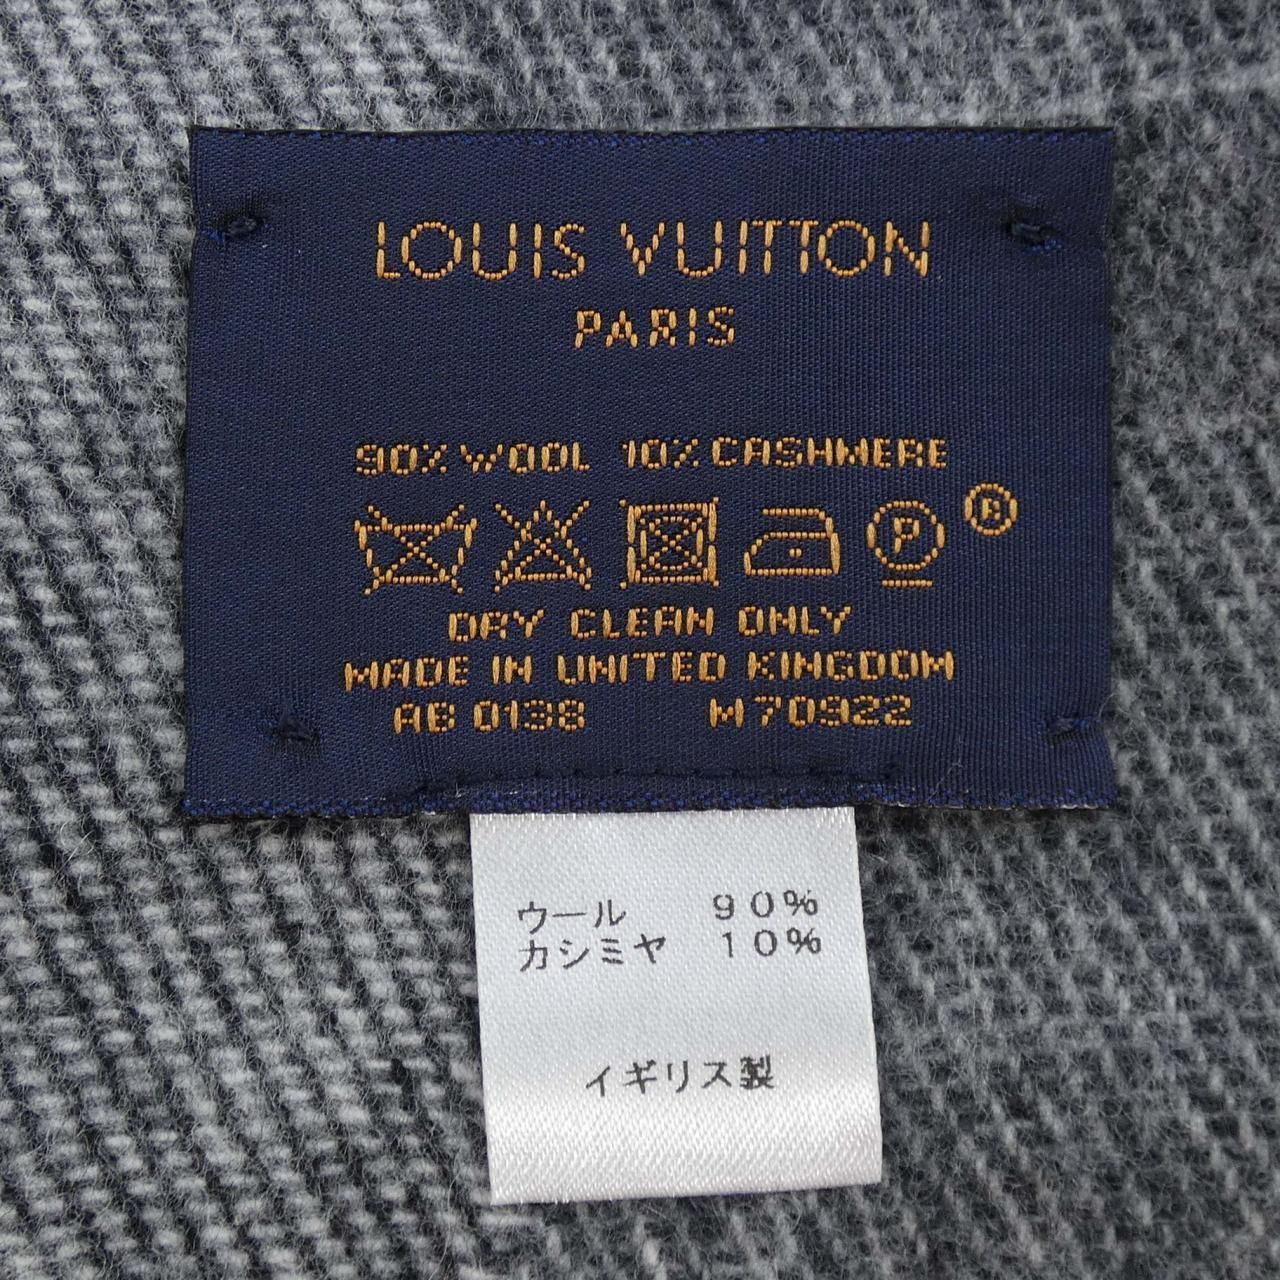 LOUIS VUITTON
PARIS
90% WOOL 10% CASHMERE
P ®
DRY CLEAN ONLY
MADE IN UNITED KINGDOM
AB 0138 M70922
ウール 90%
カシミヤ 10%
イギリス製